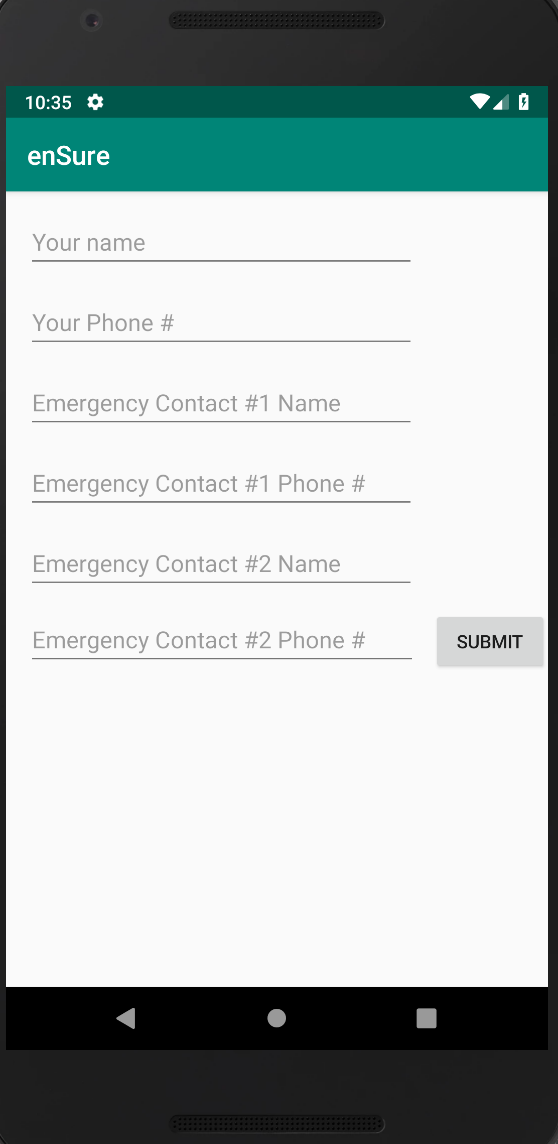 10:35
enSure
Your name
Your Phone #
Emergency Contact #1 Name
Emergency Contact #1 Phone #
Emergency Contact #2 Name
Emergency Contact #2 Phone #
SUBMIT